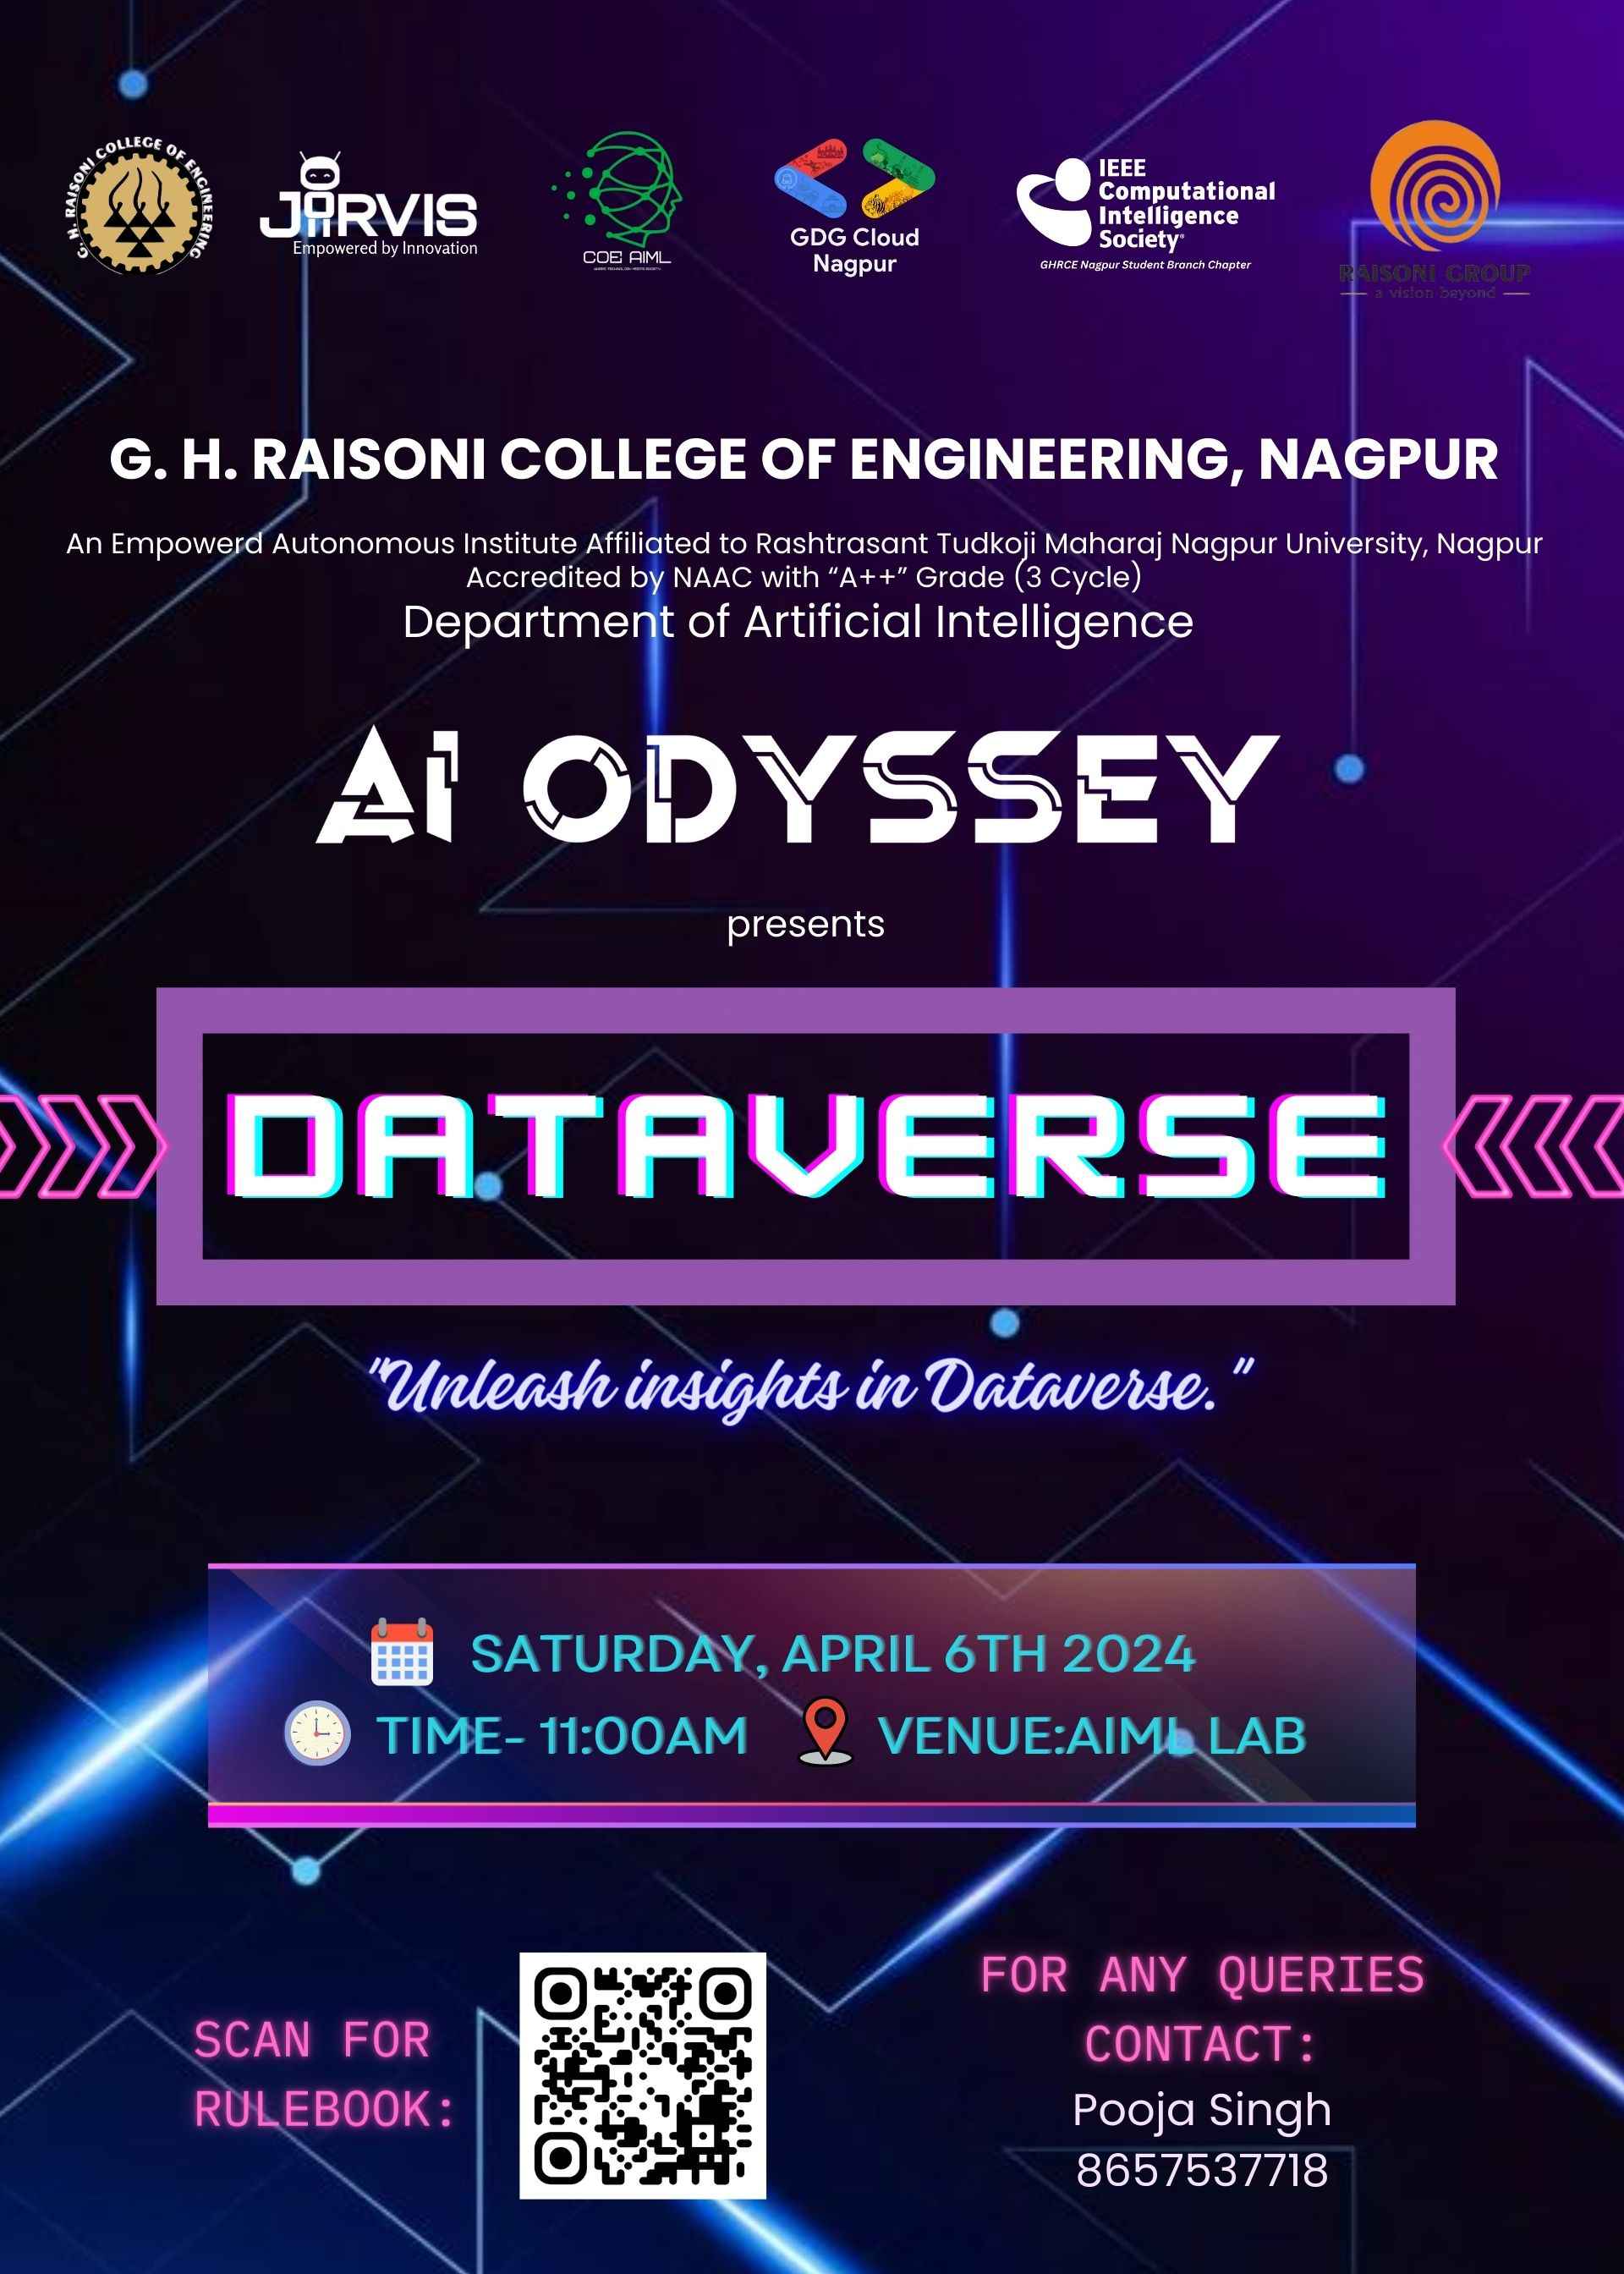 G. H. RAISONI COLLEGE OF ENGINEERING
JARVIS
Empowered by Innovation
COE AIML
GDG Cloud
Nagpur
IEEE
Computational
Intelligence
Society
GHRCE Nagpur Student Branch Chapter
RAISONI GROUP
a vision beyond
G. H. RAISONI COLLEGE OF ENGINEERING, NAGPUR
An Empowerd Autonomous Institute Affiliated to Rashtrasant Tudkoji Maharaj Nagpur University, Nagpur
Accredited by NAAC with “A++” Grade (3 Cycle)
Department of Artificial Intelligence
Ai ODYSSEY
presents
DATAVERSE
"Unleash insights in Dataverse. "
SATURDAY, APRIL 6TH 2024
TIME- 11:00AM VENUE:AIML LAB
SCAN FOR
RULEBOOK:
FOR ANY QUERIES
CONTACT:
Pooja Singh
8657537718